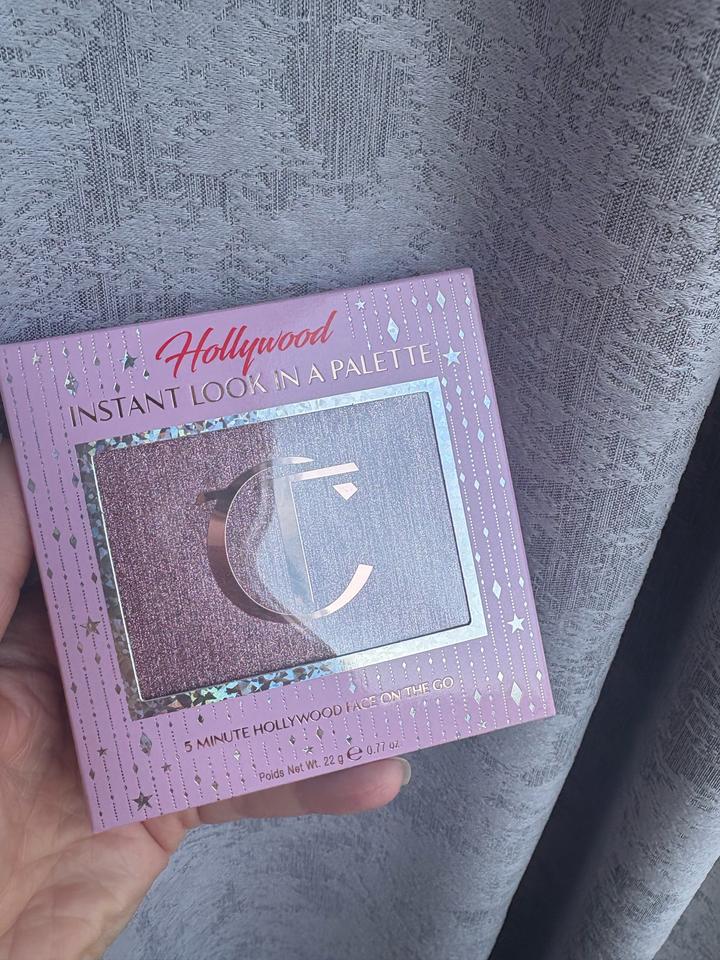 Hollywood
INSTANT LOOK IN A PALETTE
CT
5 MINUTE HOLLYWOOD FACE ON THE GO
Poids Net Wt. 22 g ℮ 0.77 oz.